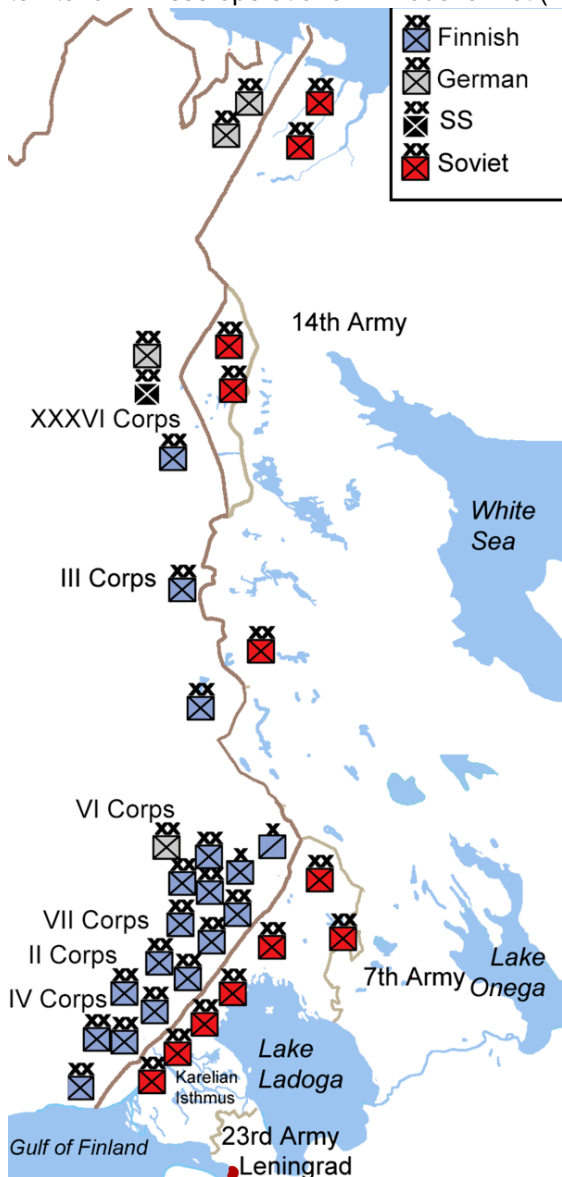 Finnish
German
SS
Soviet
14th Army
XXXVI Corps
White
Sea
III Corps
VI Corps
VII Corps
II Corps
IV Corps
7th Army
Lake
Onega
Lake
Ladoga
Karelian
Isthmus
23rd Army
Gulf of Finland
Leningrad